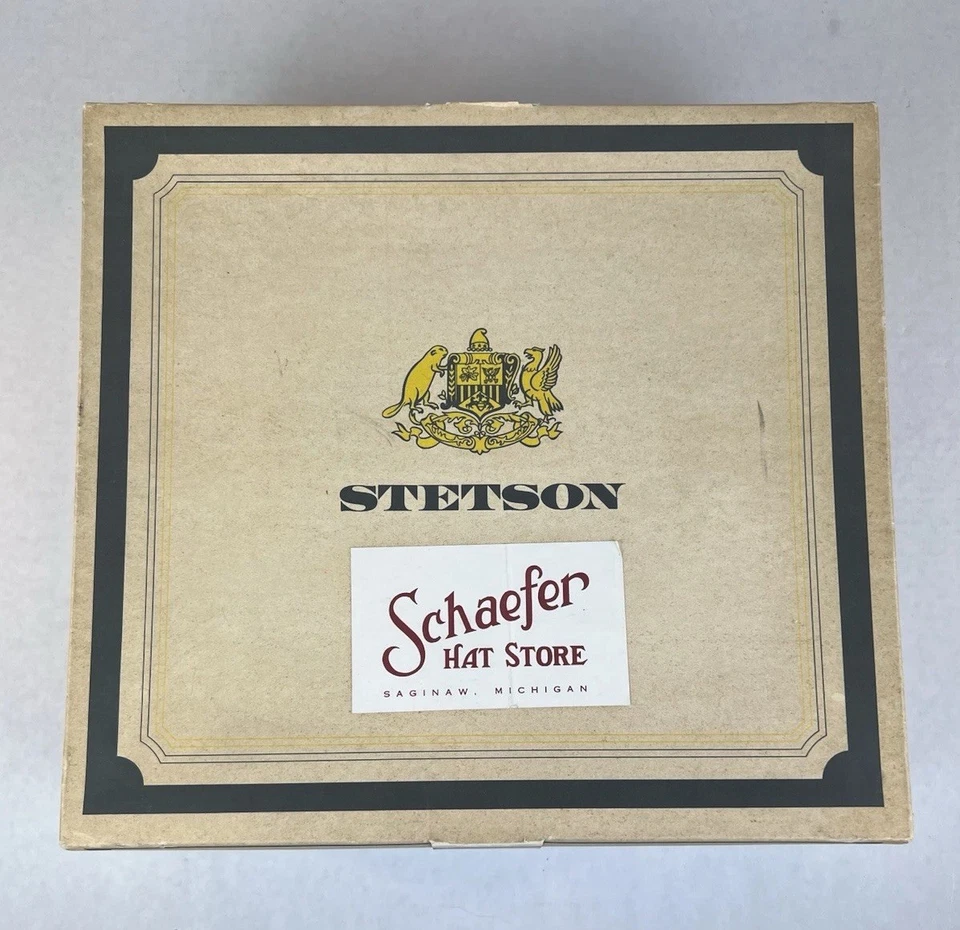 STETSON
Schaefer
HAT STORE
SAGINAW, MICHIGAN